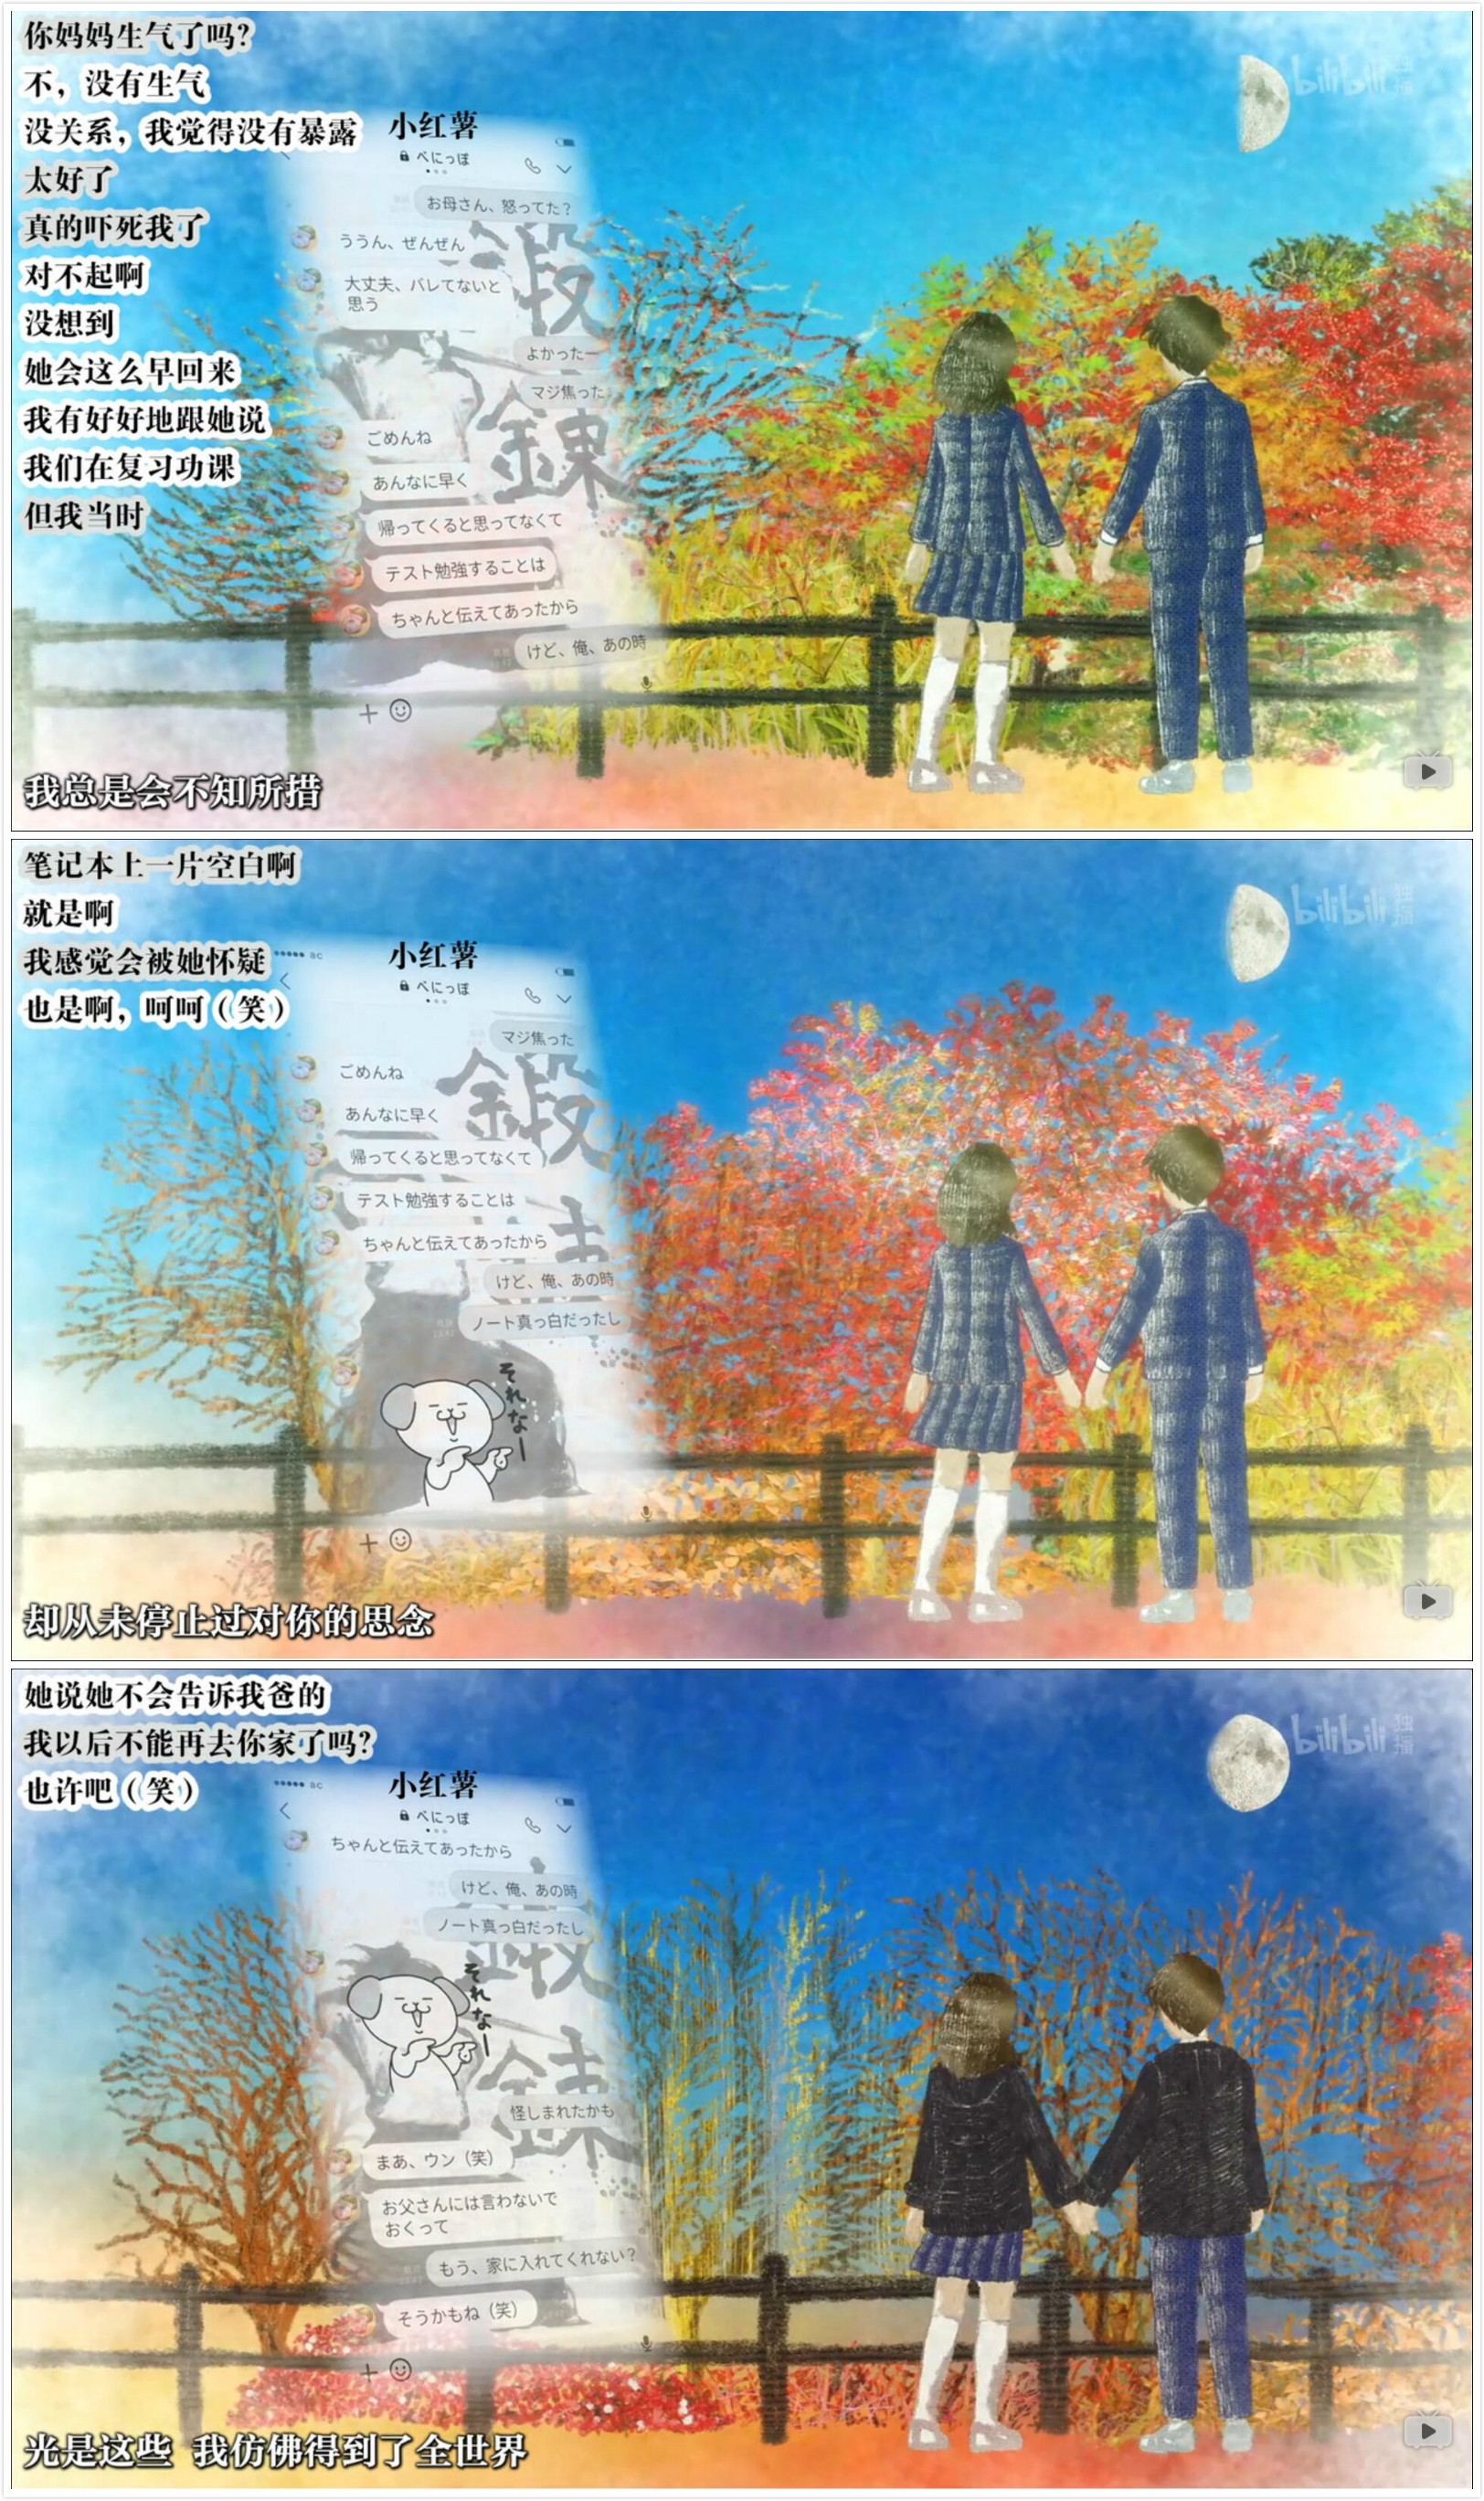 你妈妈生气了吗?
不，没有生气
没关系，我觉得没有暴露
太好了
真的吓死我了
对不起啊
没想到
她会这么早回来
我有好好地跟她说
我们在复习功课
但我当时
小红薯
べにっぽ
お母さん、怒ってた?
ううん、ぜんぜん
大丈夫、バレてないと
思う
よかったー
マジ焦った
ごめんね
あんなに早く
帰ってくると思ってなくて
テスト勉強することは
ちゃんと伝えてあったから
けど、俺、あの時
鍛
錬
bilibili 独播
我总是会不知所措
笔记本上一片空白啊
就是啊
我感觉会被她怀疑
也是啊，呵呵（笑）
小红薯
べにっぽ
マジ焦った
ごめんね
あんなに早く
帰ってくると思ってなくて
テスト勉強することは
ちゃんと伝えてあったから
けど、俺、あの時
ノート真っ白だったし
それなー
鍛
bilibili 独播
却从未停止过对你的思念
她说她不会告诉我爸的
我以后不能再去你家了吗?
也许吧（笑）
小红薯
べにっぽ
ちゃんと伝えてあったから
けど、俺、あの時
ノート真っ白だったし
それなー
怪しまれたかも
まあ、ウン（笑）
お父さんには言わないで
おくって
もう、家に入れてくれない?
そうかもね（笑）
bilibili 独播
光是这些 我仿佛得到了全世界